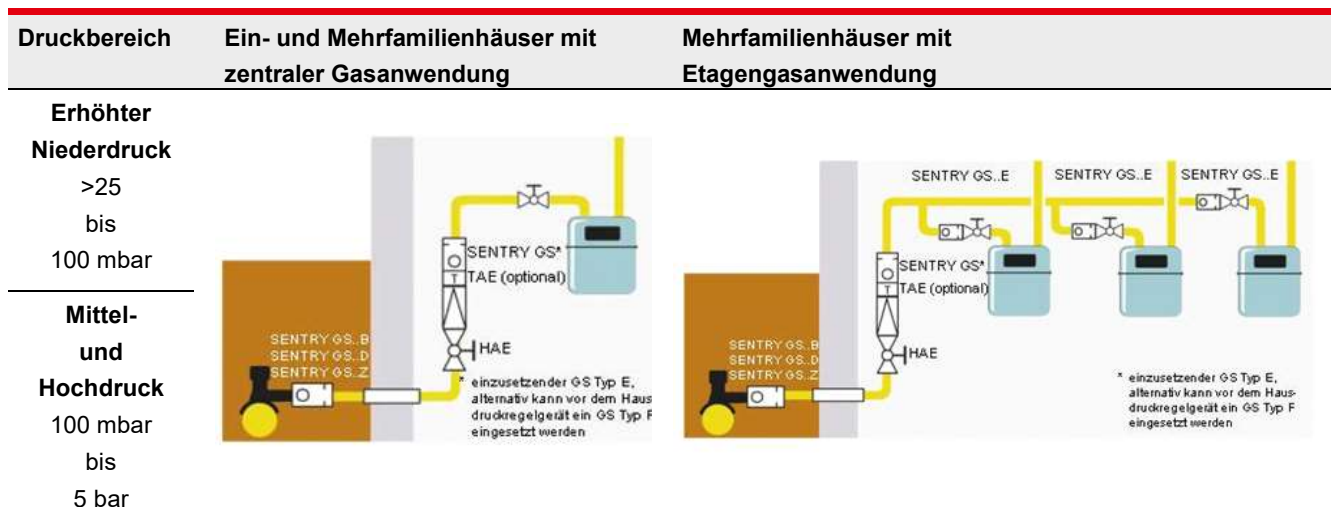 Druckbereich
Ein- und Mehrfamilienhäuser mit
zentraler Gasanwendung
Mehrfamilienhäuser mit
Etagengasanwendung
Erhöhter
Niederdruck
>25
bis
100 mbar
Mittel-
und
Hochdruck
100 mbar
bis
5 bar
SENTRY GS*
T
TAE (optional)
HAE
SENTRY GS..B
SENTRY GS..D
SENTRY GS..Z
* einzusetzender GS Typ E,
alternativ kann vor dem Haus
druckregelgerät ein GS Typ F
eingesetzt werden
SENTRY GS..E
SENTRY GS..E
SENTRY GS..E
SENTRY GS*
T
TAE (optional)
HAE
SENTRY GS..B
SENTRY GS..D
SENTRY GS..Z
* einzusetzender GS Typ E,
alternativ kann vor dem Haus-
druckregelgerät ein GS Typ F
eingesetzt werden